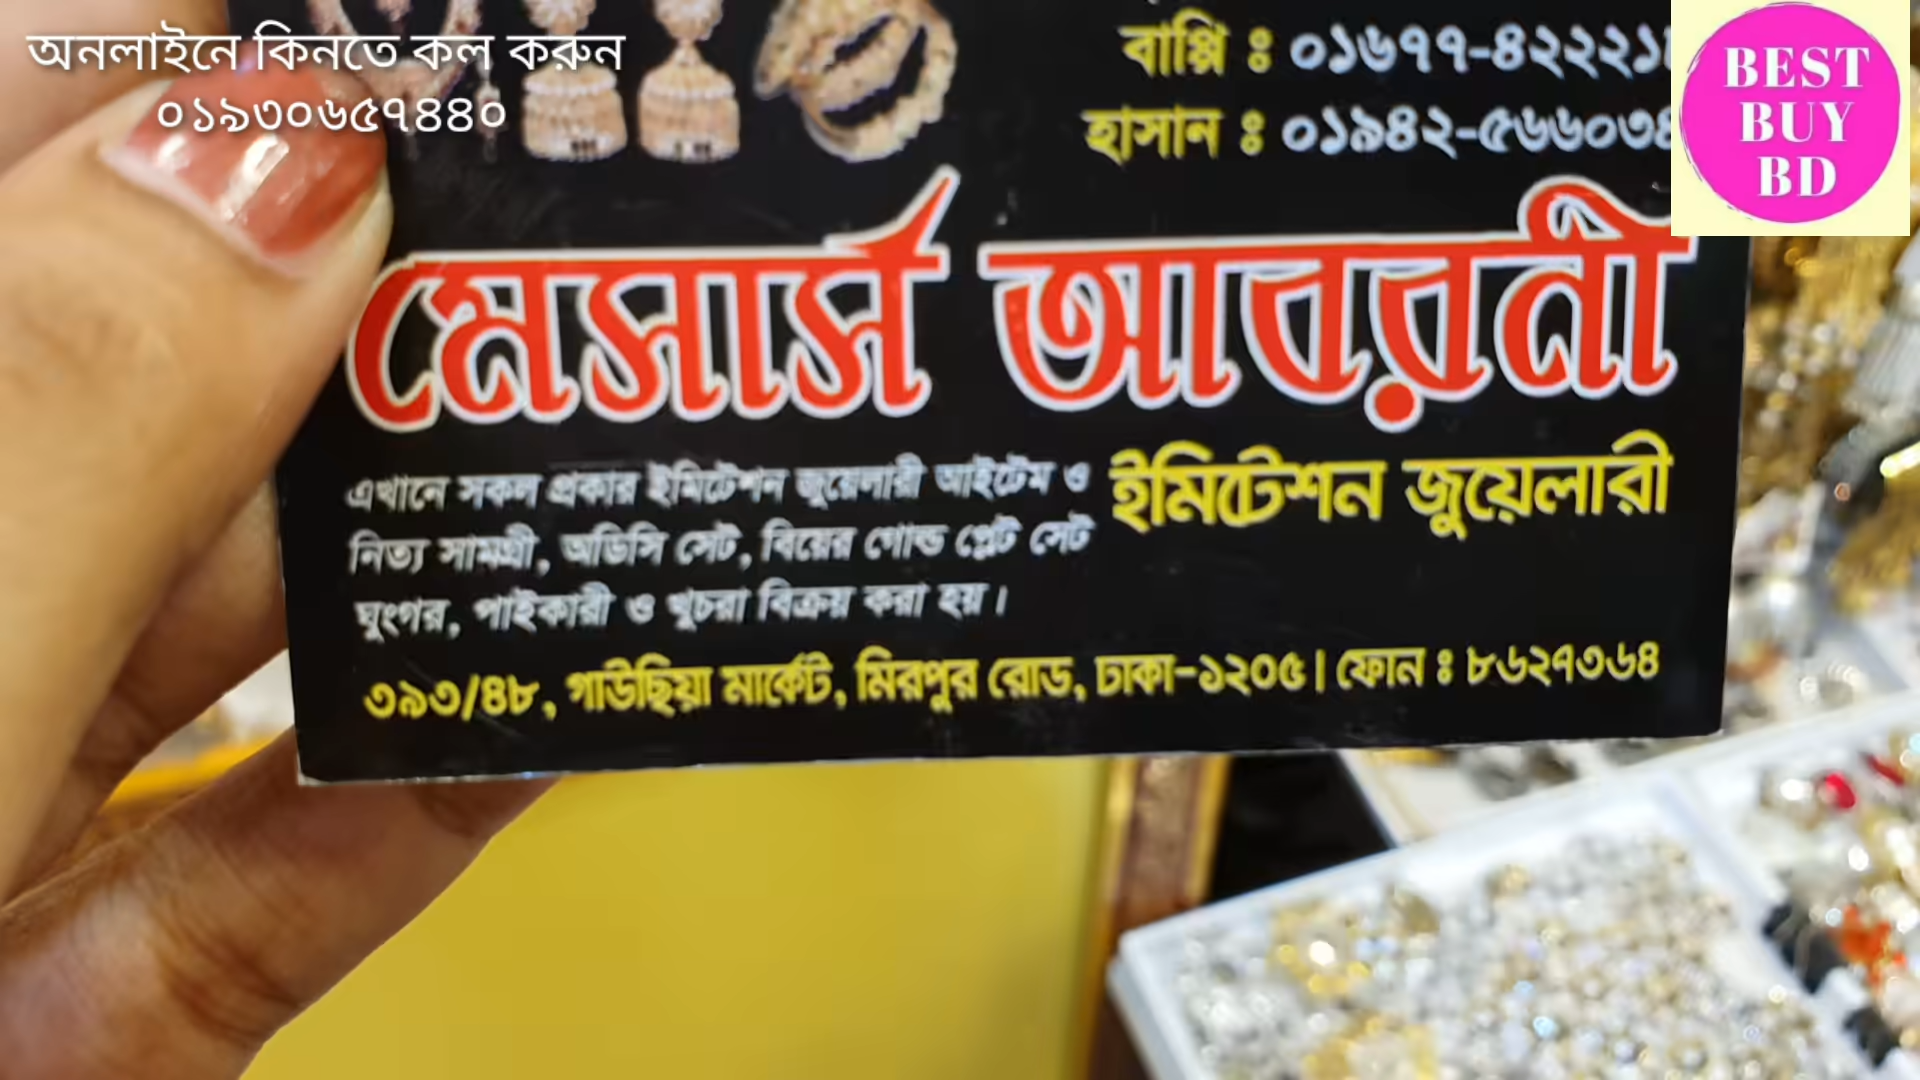 অনলাইনে কিনতে কল করুন
০১৯৩০৬৫৭৪৪০
বাপ্পি ঃ ০১৬৭৭-৪২২২১
হাসান ঃ ০১৯৪২-৫৬৬০৩৪
BEST
BUY
BD
মেসার্স আবরনী
ইমিটেশন জুয়েলারী
এখানে সকল প্রকার ইমিটেশন জুয়েলারী আইটেম ও
নিত্য সামগ্রী, অডিসি সেট, বিয়ের গোল্ড প্লেট সেট
ঘুংগর, পাইকারী ও খুচরা বিক্রয় করা হয়।
৩৯৩/৪৮, গাউছিয়া মার্কেট, মিরপুর রোড, ঢাকা-১২০৫। ফোন ঃ ৮৬২৭৩৬৪